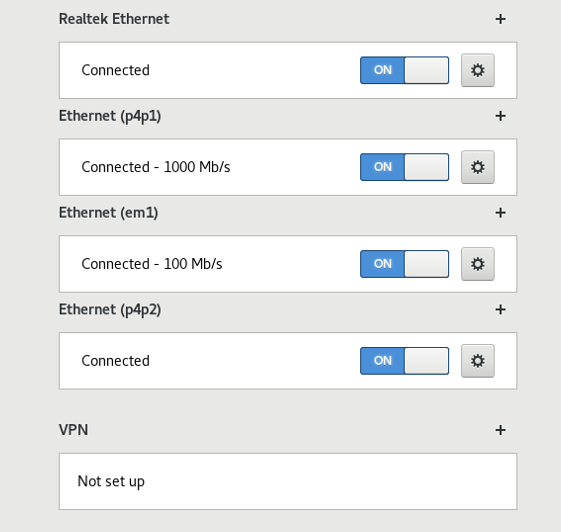 Realtek Ethernet +
Connected ON
Ethernet (p4p1) +
Connected - 1000 Mb/s ON
Ethernet (em1) +
Connected - 100 Mb/s ON
Ethernet (p4p2) +
Connected ON
VPN +
Not set up